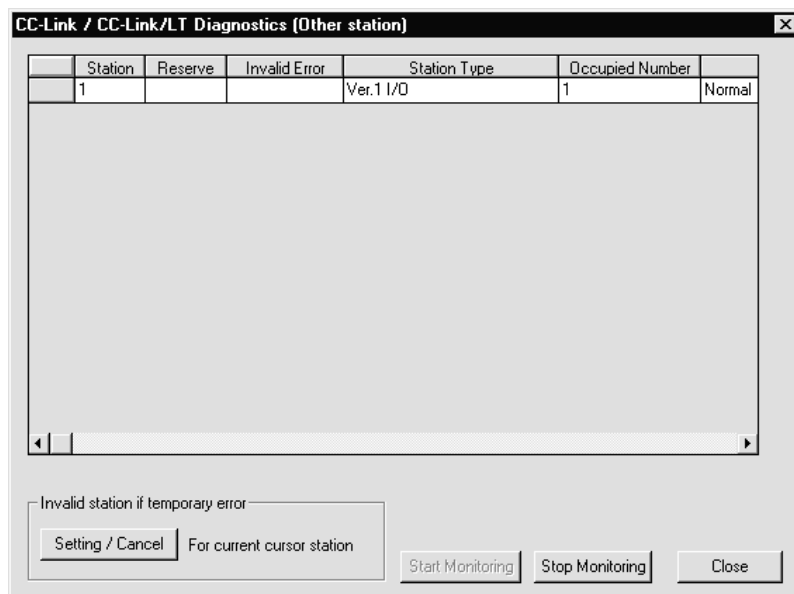 CC-Link / CC-Link/LT Diagnostics (Other station)
Station Reserve Invalid Error Station Type Occupied Number
1 Ver.1 I/O 1 Normal
Invalid station if temporary error
Setting / Cancel For current cursor station
Start Monitoring Stop Monitoring Close